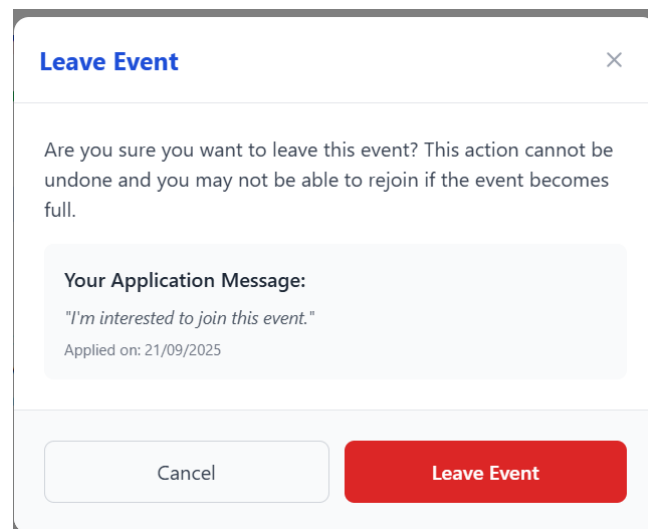 Leave Event
Are you sure you want to leave this event? This action cannot be
undone and you may not be able to rejoin if the event becomes
full.
Your Application Message:
"I'm interested to join this event."
Applied on: 21/09/2025
Cancel
Leave Event